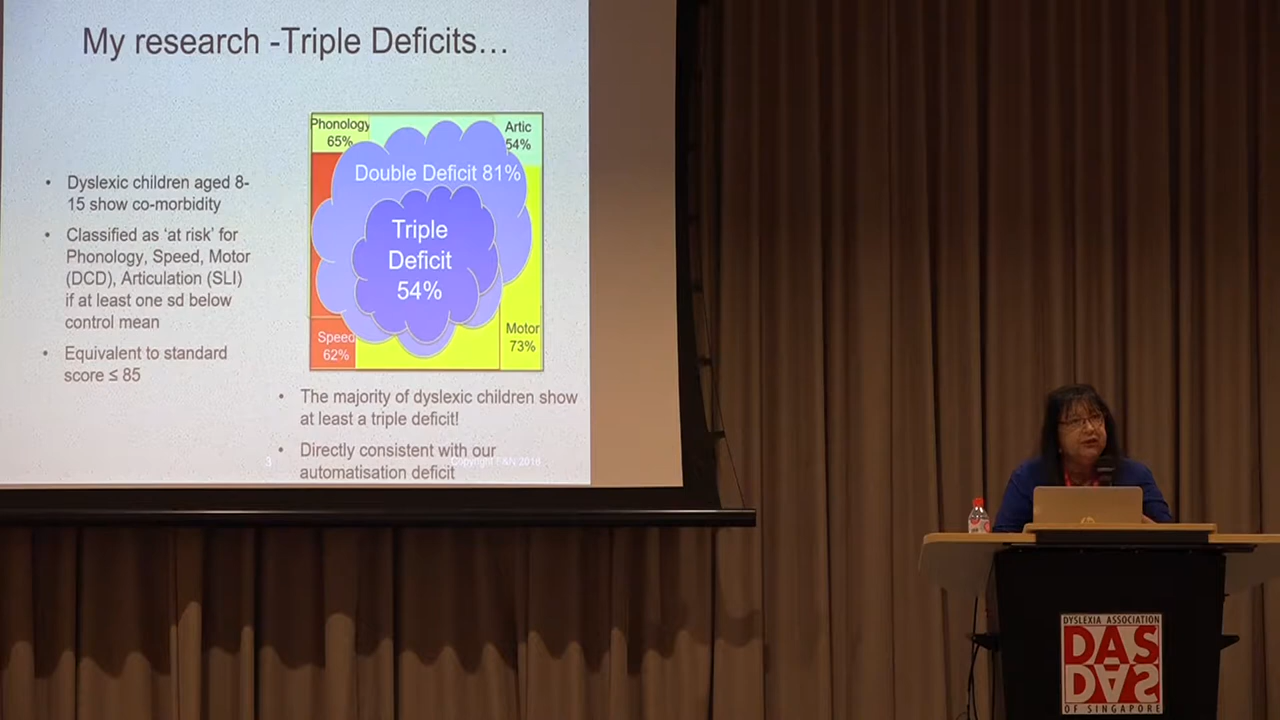 My research -Triple Deficits…
• Dyslexic children aged 8-
15 show co-morbidity
• Classified as ‘at risk’ for
Phonology, Speed, Motor
(DCD), Articulation (SLI)
if at least one sd below
control mean
• Equivalent to standard
score ≤ 85
Phonology
65%
Artic
54%
Double Deficit 81%
Triple
Deficit
54%
Speed
62%
Motor
73%
• The majority of dyslexic children show
at least a triple deficit!
• Directly consistent with our
automatisation deficit
3
Copyright F&N 2016
DYSLEXIA ASSOCIATION
DAS
DAS
OF SINGAPORE